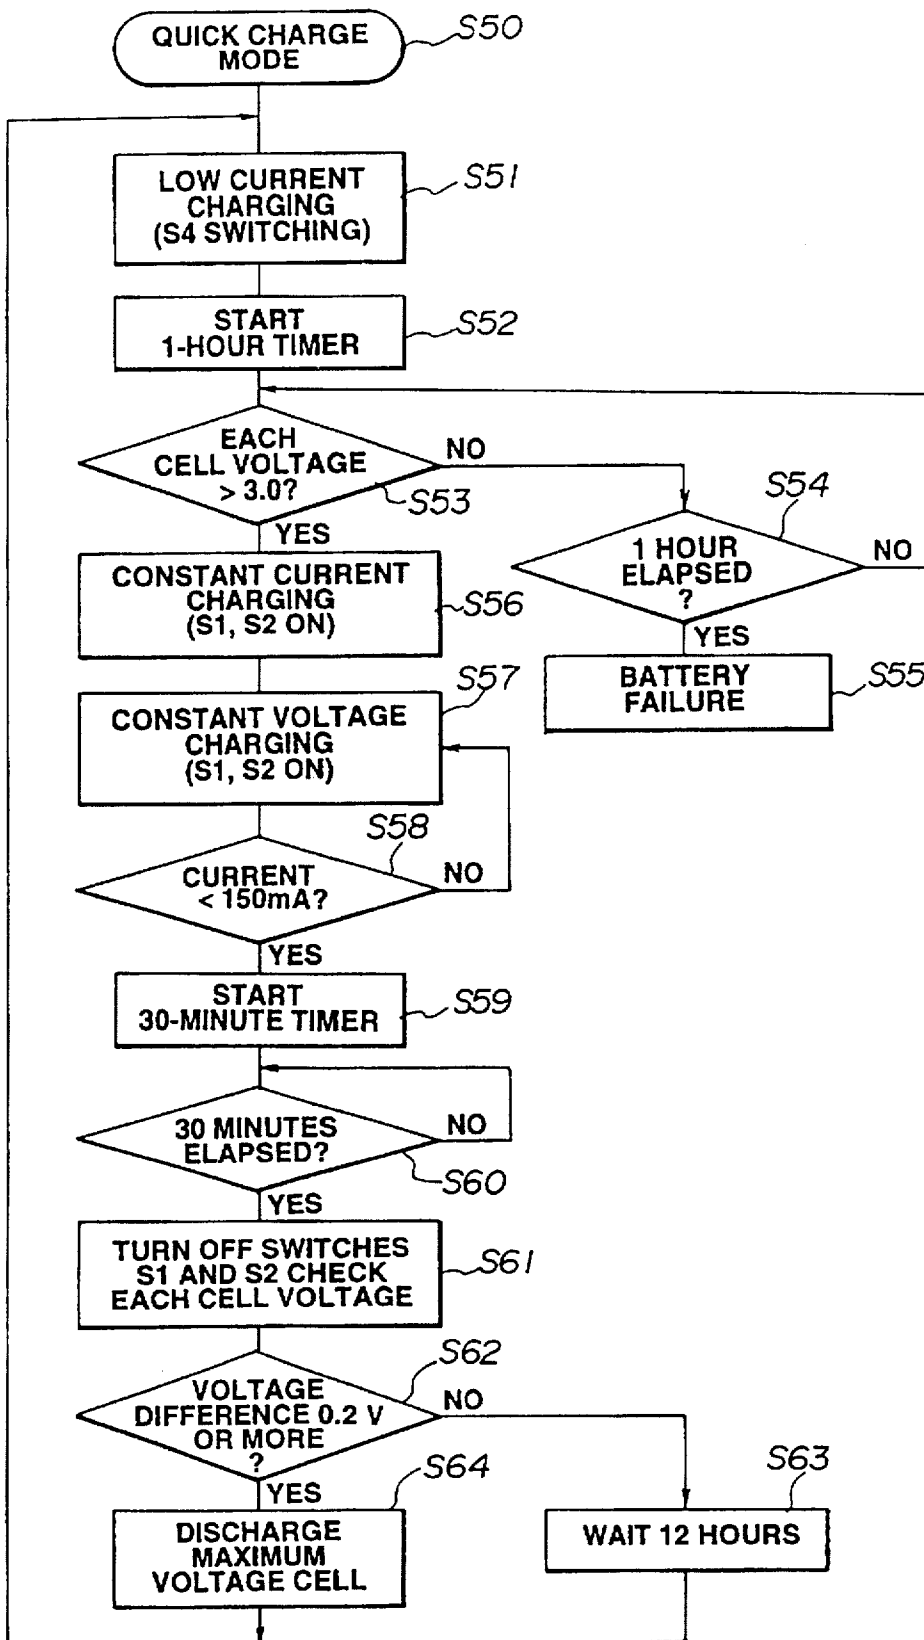 QUICK CHARGE
MODE
S50
LOW CURRENT
CHARGING
(S4 SWITCHING)
S51
START
1-HOUR TIMER
S52
EACH
CELL VOLTAGE
> 3.0?
NO
S53
YES
S54
1 HOUR
ELAPSED
?
NO
YES
BATTERY
FAILURE
S55
CONSTANT CURRENT
CHARGING
(S1, S2 ON)
S56
S57
CONSTANT VOLTAGE
CHARGING
(S1, S2 ON)
S58
CURRENT
< 150mA?
NO
YES
START
30-MINUTE TIMER
S59
30 MINUTES
ELAPSED?
NO
S60
YES
TURN OFF SWITCHES
S1 AND S2 CHECK
EACH CELL VOLTAGE
S61
S62
VOLTAGE
DIFFERENCE 0.2 V
OR MORE
?
NO
YES
S64
DISCHARGE
MAXIMUM
VOLTAGE CELL
S63
WAIT 12 HOURS